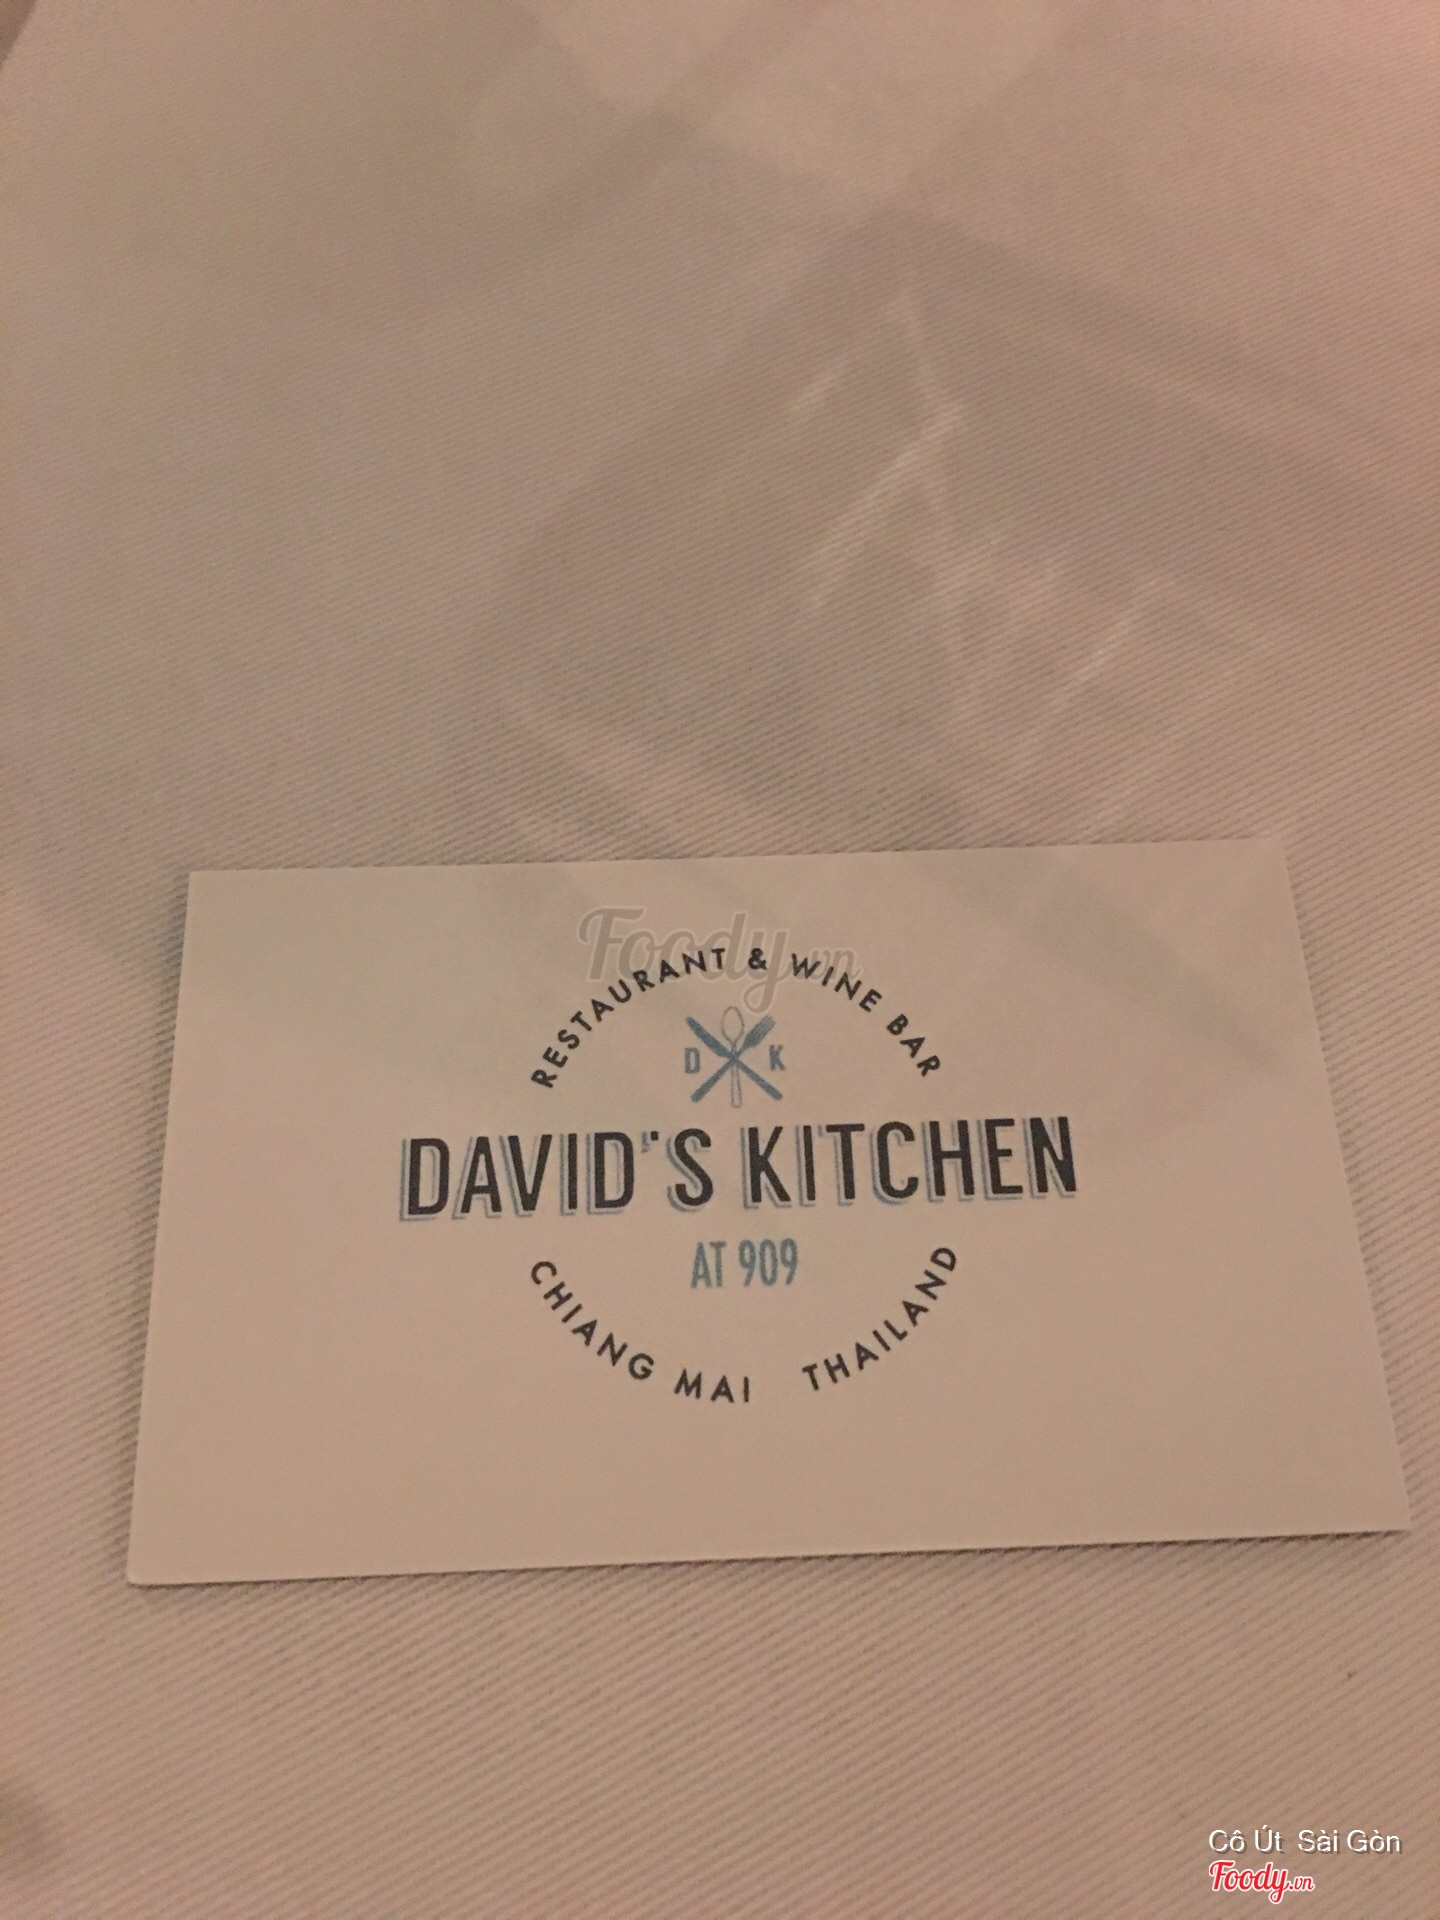 Foody.vn
RESTAURANT & WINE BAR
D K
DAVID'S KITCHEN
AT 909
CHIANG MAI THAILAND
Cô Út Sài Gòn
Foody.vn